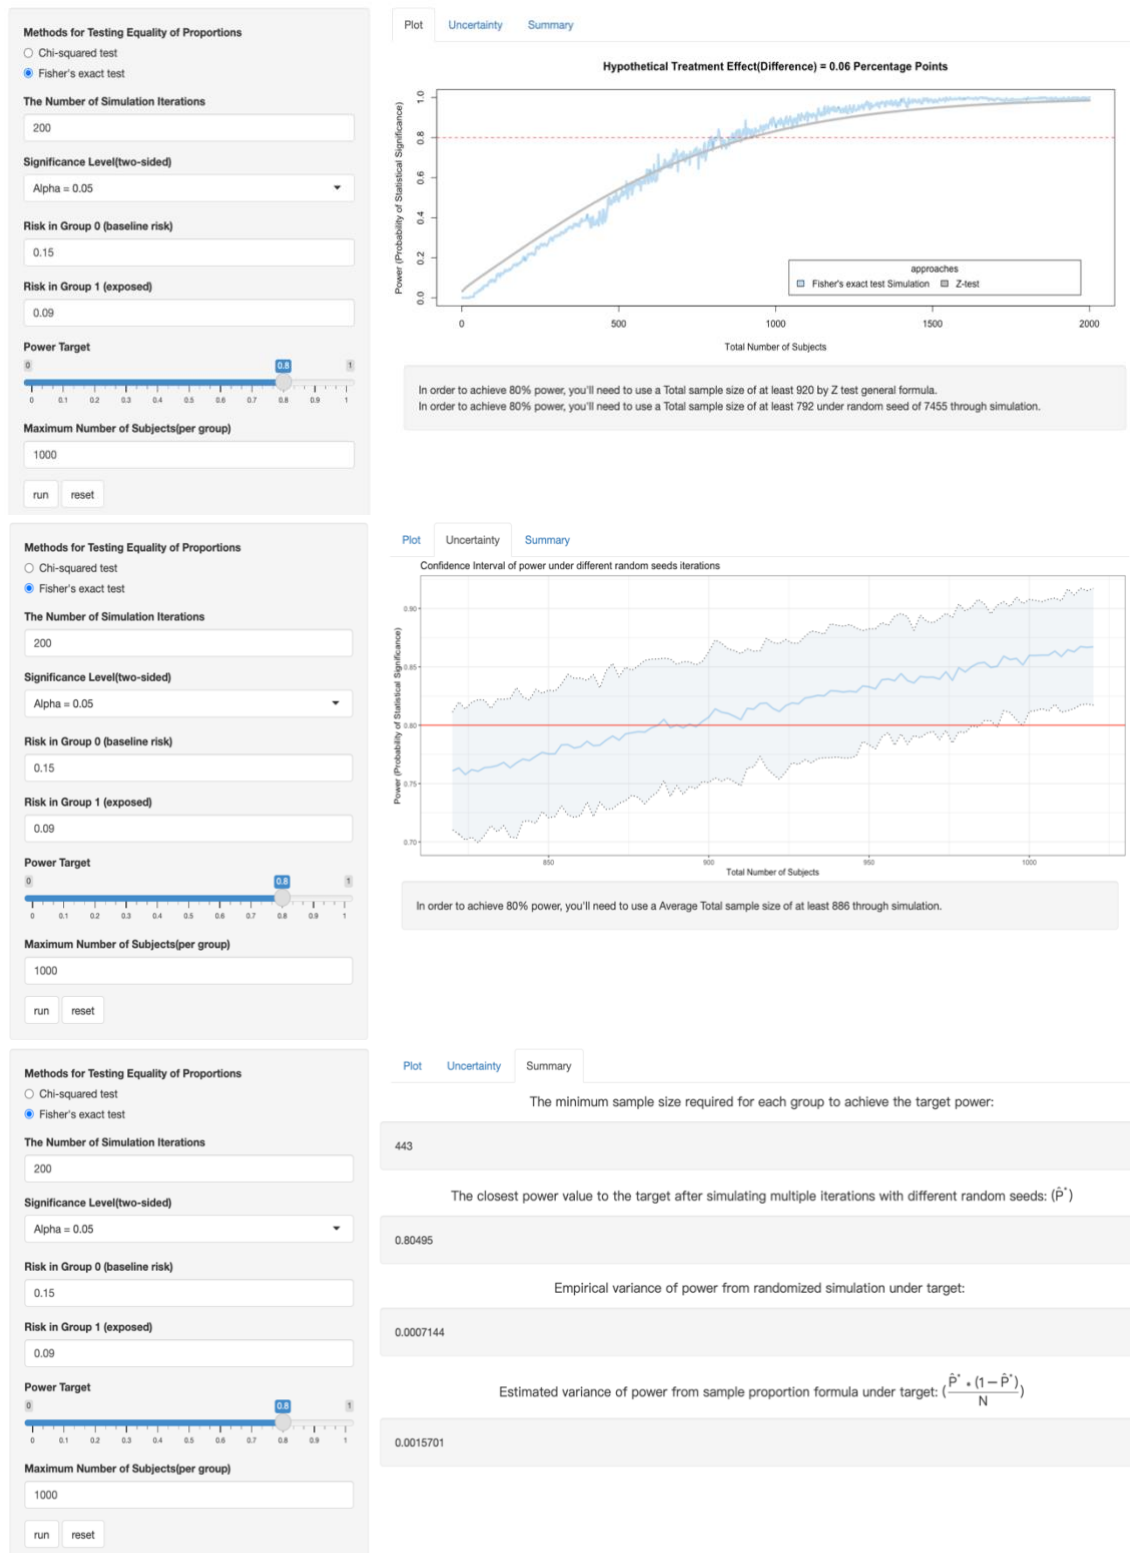 Methods for Testing Equality of Proportions
Chi-squared test
Fisher's exact test
The Number of Simulation Iterations
200
Significance Level(two-sided)
Alpha = 0.05
Risk in Group 0 (baseline risk)
0.15
Risk in Group 1 (exposed)
0.09
Power Target
0 0.8 1
0 0.1 0.2 0.3 0.4 0.5 0.6 0.7 0.8 0.9 1
Maximum Number of Subjects(per group)
1000
run reset
Plot Uncertainty Summary
Hypothetical Treatment Effect(Difference) = 0.06 Percentage Points
Power (Probability of Statistical Significance)
1.0
0.8
0.6
0.4
0.2
0.0
approaches
Fisher's exact test Simulation Z-test
0 500 1000 1500 2000
Total Number of Subjects
In order to achieve 80% power, you'll need to use a Total sample size of at least 920 by Z test general formula.
In order to achieve 80% power, you'll need to use a Total sample size of at least 792 under random seed of 7455 through simulation.
Methods for Testing Equality of Proportions
Chi-squared test
Fisher's exact test
The Number of Simulation Iterations
200
Significance Level(two-sided)
Alpha = 0.05
Risk in Group 0 (baseline risk)
0.15
Risk in Group 1 (exposed)
0.09
Power Target
0 0.8 1
0 0.1 0.2 0.3 0.4 0.5 0.6 0.7 0.8 0.9 1
Maximum Number of Subjects(per group)
1000
run reset
Plot Uncertainty Summary
Confidence Interval of power under different random seeds iterations
Power (Probability of Statistical Significance)
0.90
0.85
0.80
0.75
0.70
850 900 950 1000
Total Number of Subjects
In order to achieve 80% power, you'll need to use a Average Total sample size of at least 886 through simulation.
Methods for Testing Equality of Proportions
Chi-squared test
Fisher's exact test
The Number of Simulation Iterations
200
Significance Level(two-sided)
Alpha = 0.05
Risk in Group 0 (baseline risk)
0.15
Risk in Group 1 (exposed)
0.09
Power Target
0 0.8 1
0 0.1 0.2 0.3 0.4 0.5 0.6 0.7 0.8 0.9 1
Maximum Number of Subjects(per group)
1000
run reset
Plot Uncertainty Summary
The minimum sample size required for each group to achieve the target power:
443
The closest power value to the target after simulating multiple iterations with different random seeds: (P̂*)
0.80495
Empirical variance of power from randomized simulation under target:
0.0007144
Estimated variance of power from sample proportion formula under target: (P̂* * (1 − P̂*) / N)
0.0015701